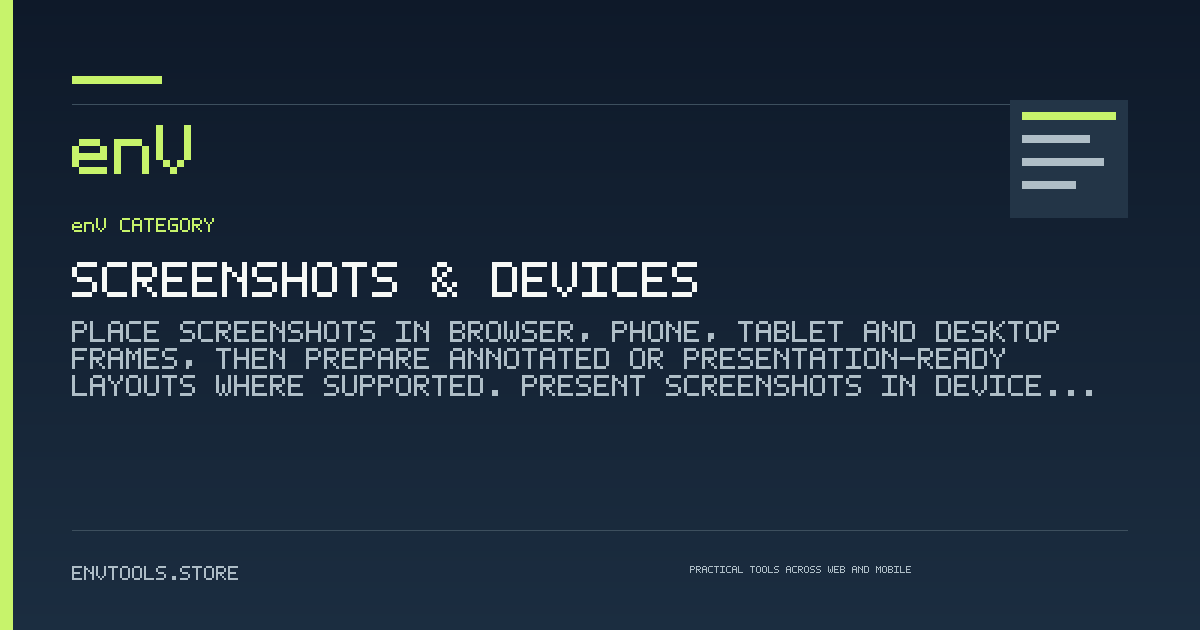 enV
enV CATEGORY
SCREENSHOTS & DEVICES
PLACE SCREENSHOTS IN BROWSER, PHONE, TABLET AND DESKTOP
FRAMES, THEN PREPARE ANNOTATED OR PRESENTATION-READY
LAYOUTS WHERE SUPPORTED. PRESENT SCREENSHOTS IN DEVICE...
ENVTOOLS.STORE
PRACTICAL TOOLS ACROSS WEB AND MOBILE